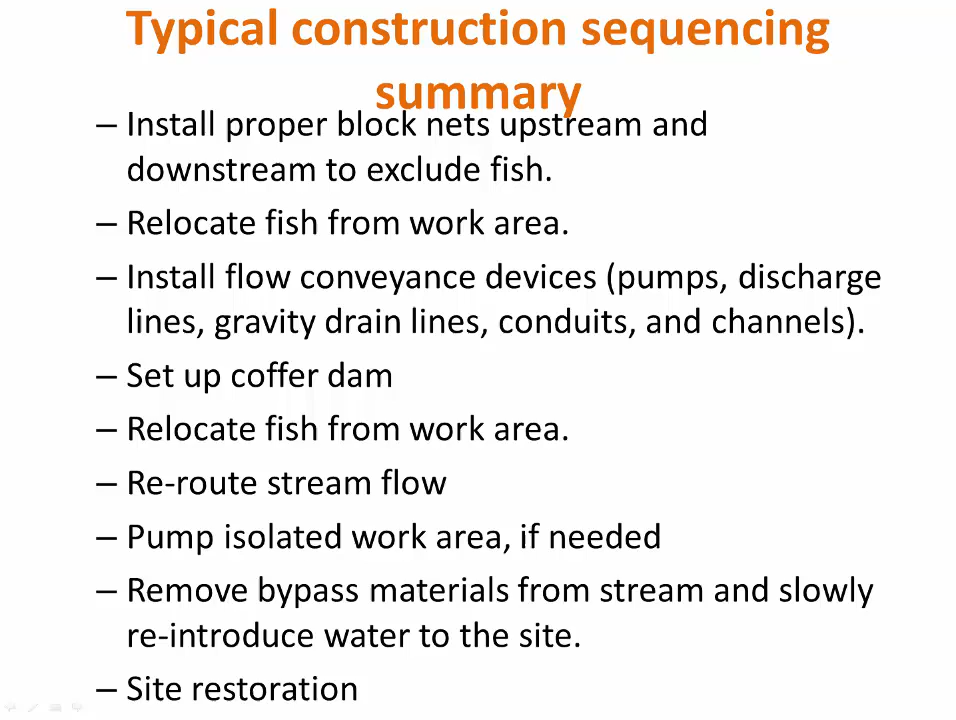 Typical construction sequencing
summary
– Install proper block nets upstream and
downstream to exclude fish.
– Relocate fish from work area.
– Install flow conveyance devices (pumps, discharge
lines, gravity drain lines, conduits, and channels).
– Set up coffer dam
– Relocate fish from work area.
– Re-route stream flow
– Pump isolated work area, if needed
– Remove bypass materials from stream and slowly
re-introduce water to the site.
– Site restoration